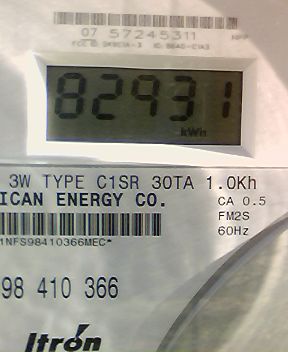 07 57245311
82931
kWh
3W TYPE C1SR 30TA 1.0Kh
ICAN ENERGY CO.
CA 0.5
FM2S
60Hz
1NFS98410366MEC*
98 410 366
Itron